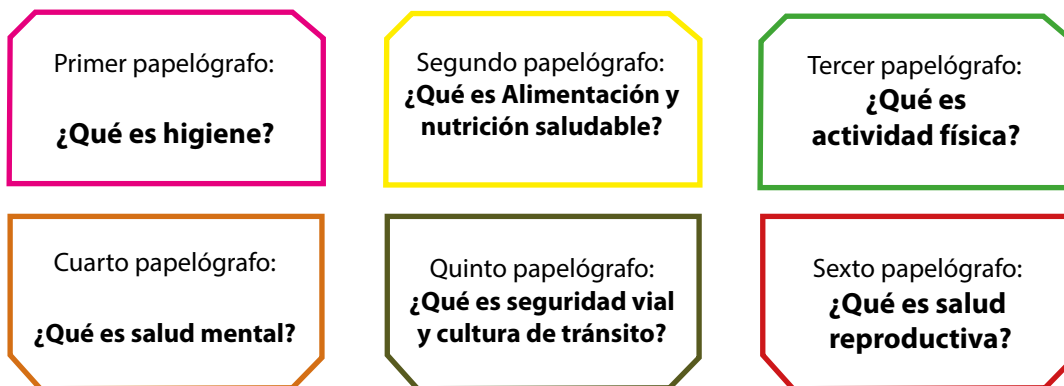 Primer papelógrafo:
¿Qué es higiene?
Segundo papelógrafo:
¿Qué es Alimentación y
nutrición saludable?
Tercer papelógrafo:
¿Qué es
actividad física?
Cuarto papelógrafo:
¿Qué es salud mental?
Quinto papelógrafo:
¿Qué es seguridad vial
y cultura de tránsito?
Sexto papelógrafo:
¿Qué es salud
reproductiva?